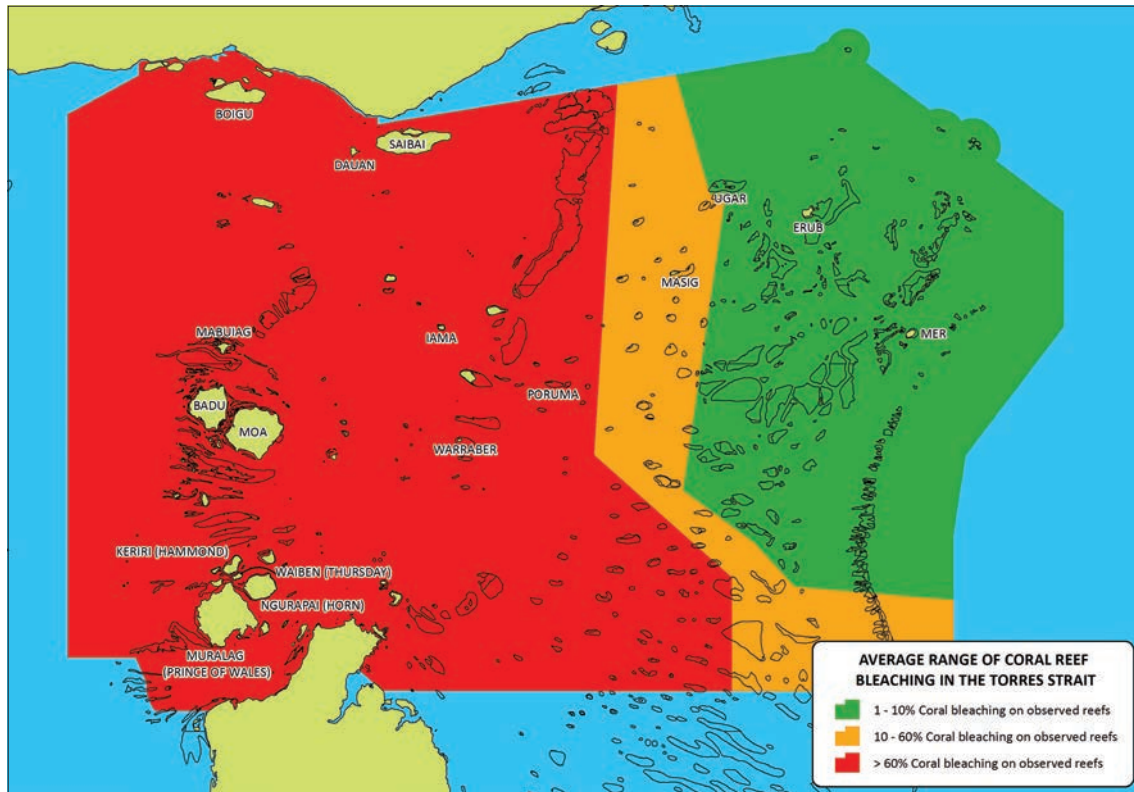 BOIGU
SAIBAI
DAUAN
UGAR
ERUB
MASIG
MABUIAG
IAMA
MER
BADU
PORUMA
MOA
WARRABER
KERIRI (HAMMOND)
WAIBEN (THURSDAY)
NGURAPAI (HORN)
MURALAG
(PRINCE OF WALES)
AVERAGE RANGE OF CORAL REEF
BLEACHING IN THE TORRES STRAIT
1 - 10% Coral bleaching on observed reefs
10 - 60% Coral bleaching on observed reefs
> 60% Coral bleaching on observed reefs